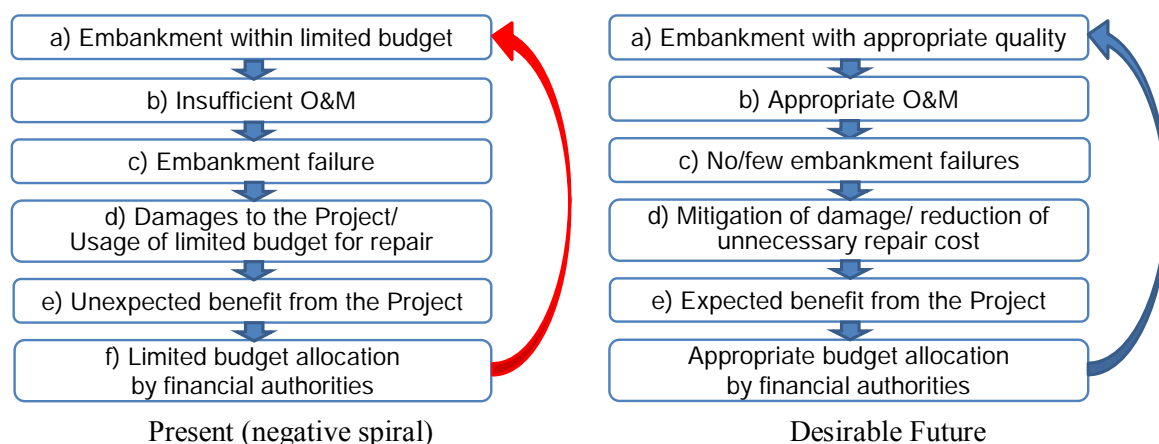 a) Embankment within limited budget
b) Insufficient O&M
c) Embankment failure
d) Damages to the Project/
Usage of limited budget for repair
e) Unexpected benefit from the Project
f) Limited budget allocation
by financial authorities
Present (negative spiral)
a) Embankment with appropriate quality
b) Appropriate O&M
c) No/few embankment failures
d) Mitigation of damage/ reduction of
unnecessary repair cost
e) Expected benefit from the Project
Appropriate budget allocation
by financial authorities
Desirable Future